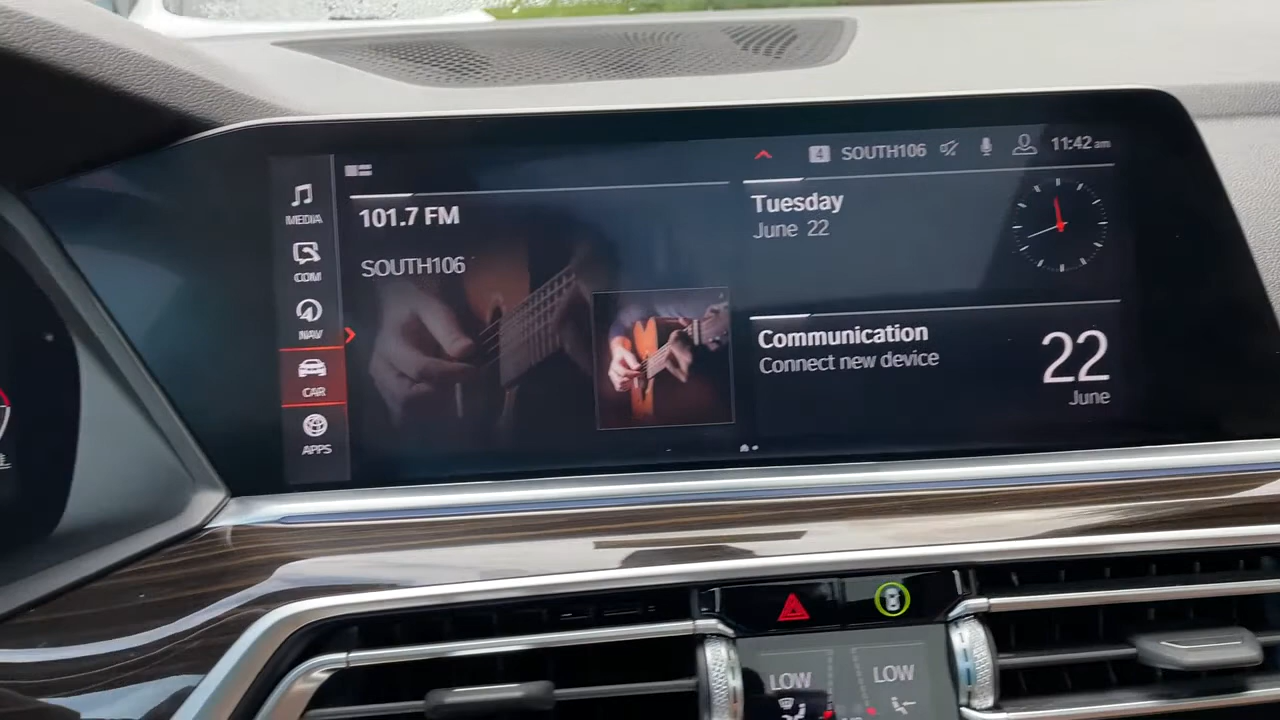 4 SOUTH106 11:42 am
MEDIA
COM
NAV
CAR
APPS
101.7 FM
SOUTH106
Tuesday
June 22
Communication
Connect new device
22
June
LOW
LOW